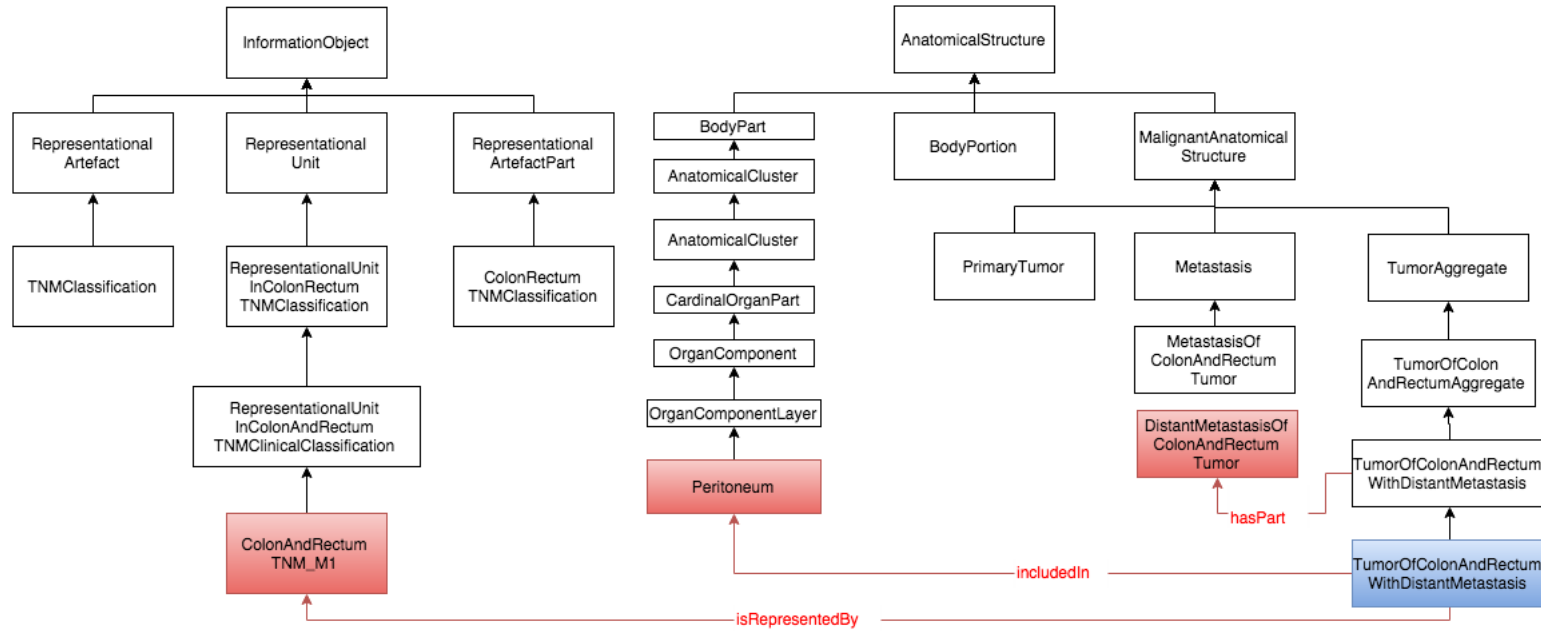 InformationObject
AnatomicalStructure
Representational
Artefact
Representational
Unit
Representational
ArtefactPart
BodyPart
BodyPortion
MalignantAnatomical
Structure
AnatomicalCluster
AnatomicalCluster
TNMClassification
RepresentationalUnit
InColonRectum
TNMClassification
ColonRectum
TNMClassification
PrimaryTumor
Metastasis
TumorAggregate
CardinalOrganPart
OrganComponent
MetastasisOf
ColonAndRectum
Tumor
TumorOfColon
AndRectumAggregate
RepresentationalUnit
InColonAndRectum
TNMClinicalClassification
OrganComponentLayer
DistantMetastasisOf
ColonAndRectum
Tumor
TumorOfColonAndRectum
WithDistantMetastasis
Peritoneum
hasPart
ColonAndRectum
TNM_M1
includedIn
TumorOfColonAndRectum
WithDistantMetastasis
isRepresentedBy